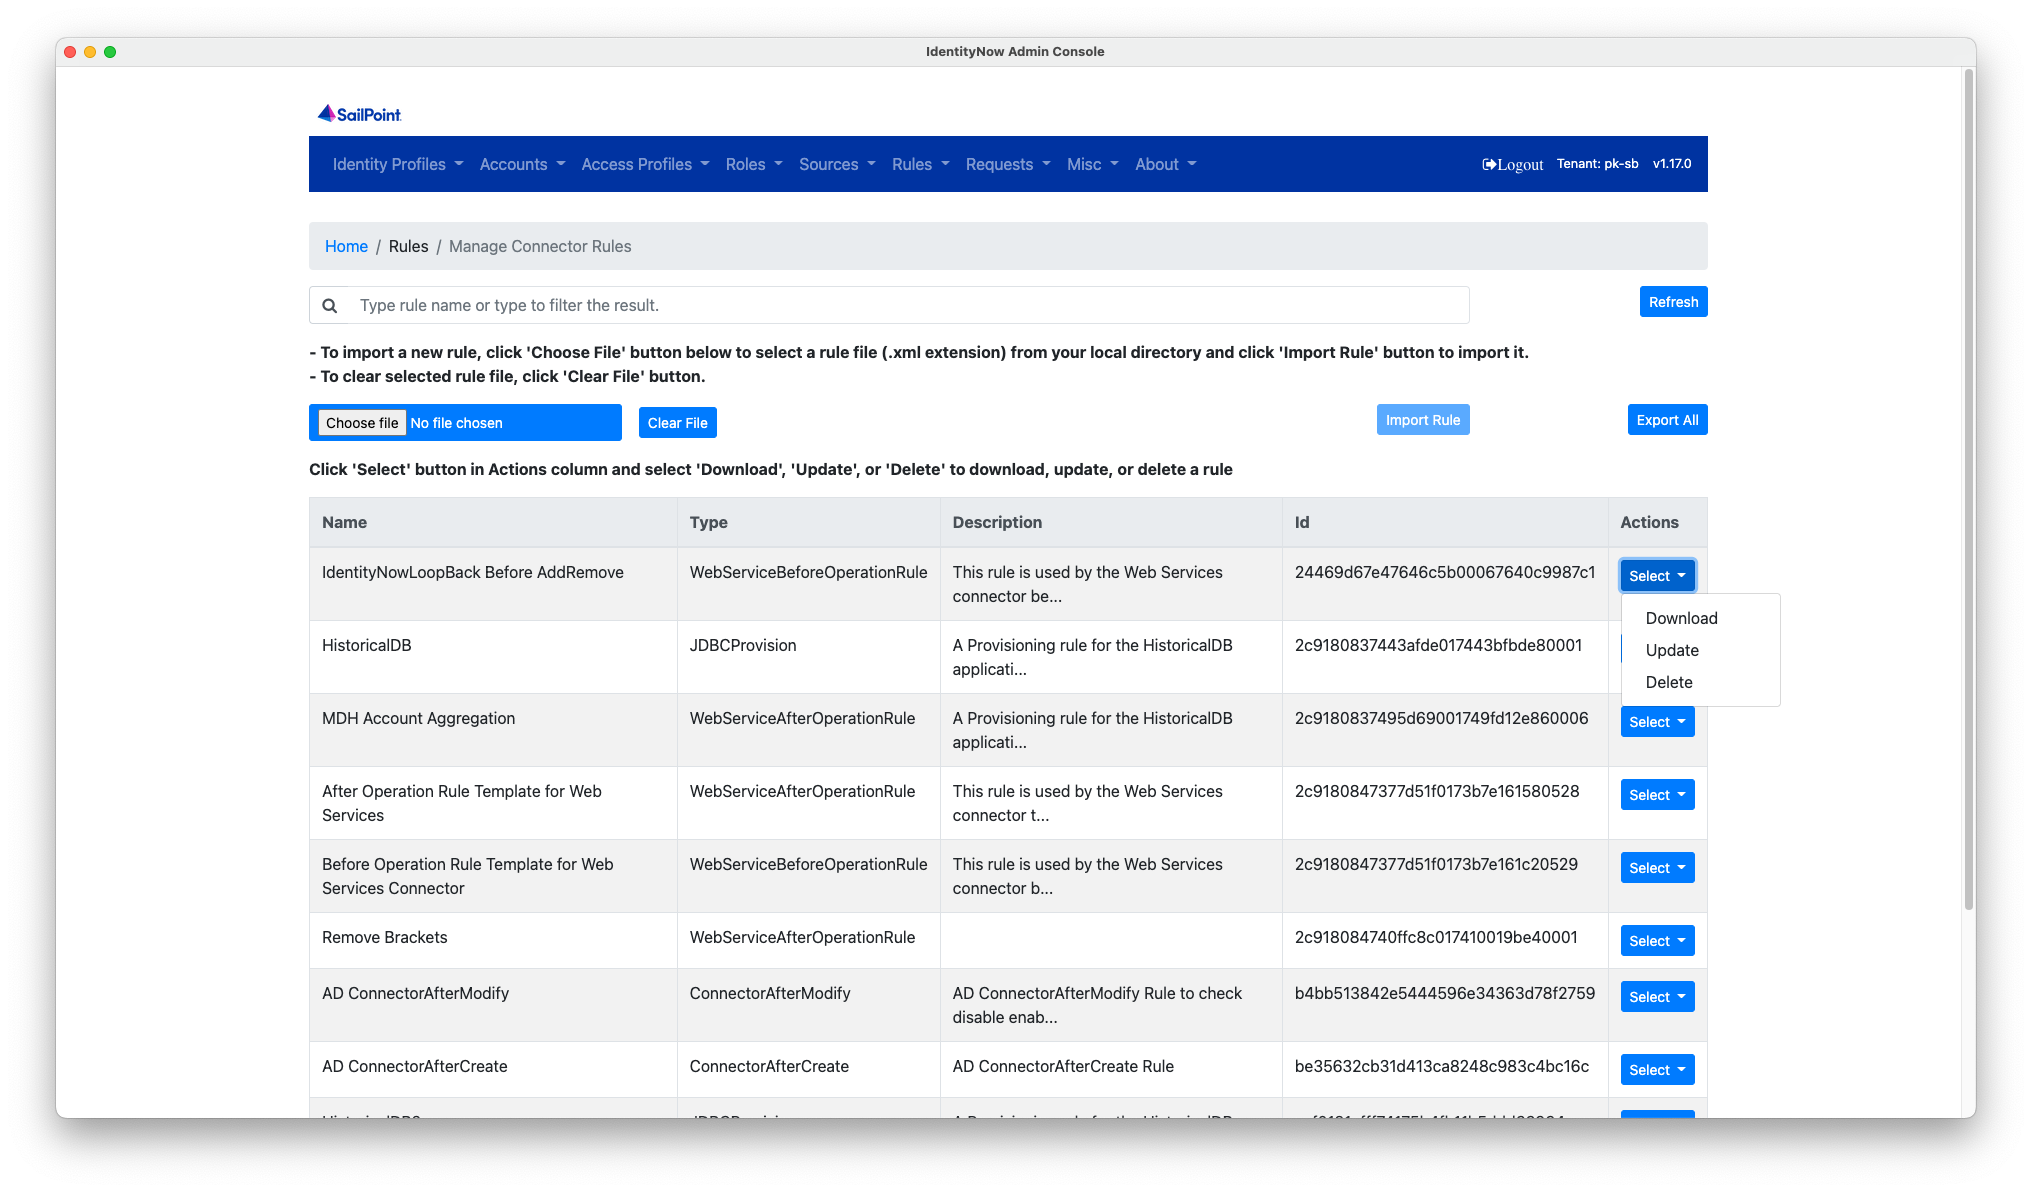 IdentityNow Admin Console
SailPoint
Identity Profiles Accounts Access Profiles Roles Sources Rules Requests Misc About Logout Tenant: pk-sb v1.17.0
Home / Rules / Manage Connector Rules
Type rule name or type to filter the result. Refresh
- To import a new rule, click 'Choose File' button below to select a rule file (.xml extension) from your local directory and click 'Import Rule' button to import it.
- To clear selected rule file, click 'Clear File' button.
Choose file No file chosen Clear File Import Rule Export All
Click 'Select' button in Actions column and select 'Download', 'Update', or 'Delete' to download, update, or delete a rule
Name Type Description Id Actions
IdentityNowLoopBack Before AddRemove WebServiceBeforeOperationRule This rule is used by the Web Services 24469d67e47646c5b00067640c9987c1 Select
connector be...
Download
Update
Delete
HistoricalDB JDBCProvision A Provisioning rule for the HistoricalDB 2c9180837443afde017443bfbde80001
applicati...
MDH Account Aggregation WebServiceAfterOperationRule A Provisioning rule for the HistoricalDB 2c9180837495d69001749fd12e860006 Select
applicati...
After Operation Rule Template for Web WebServiceAfterOperationRule This rule is used by the Web Services 2c9180847377d51f0173b7e161580528 Select
Services connector t...
Before Operation Rule Template for Web WebServiceBeforeOperationRule This rule is used by the Web Services 2c9180847377d51f0173b7e161c20529 Select
Services Connector connector b...
Remove Brackets WebServiceAfterOperationRule 2c918084740ffc8c017410019be40001 Select
AD ConnectorAfterModify ConnectorAfterModify AD ConnectorAfterModify Rule to check b4bb513842e5444596e34363d78f2759 Select
disable enab...
AD ConnectorAfterCreate ConnectorAfterCreate AD ConnectorAfterCreate Rule be35632cb31d413ca8248c983c4bc16c Select